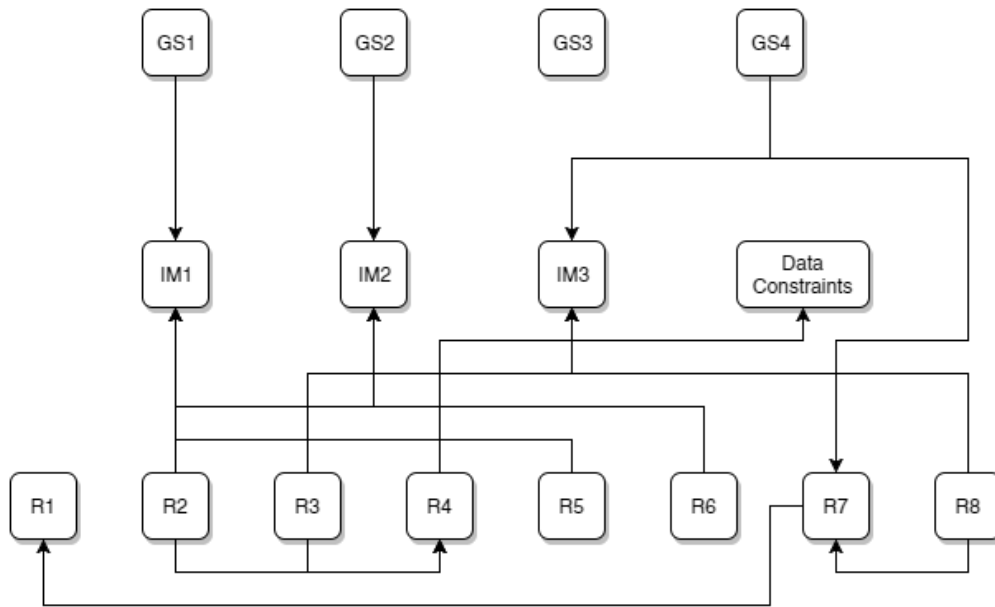 GS1
GS2
GS3
GS4
IM1
IM2
IM3
Data
Constraints
R1
R2
R3
R4
R5
R6
R7
R8